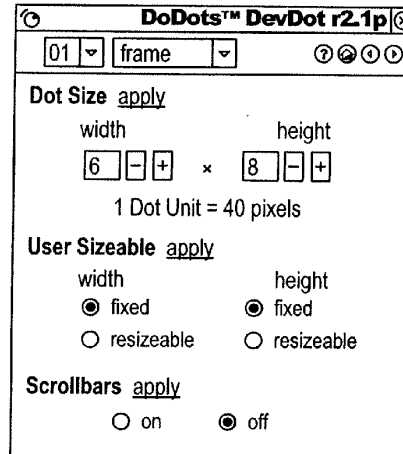 DoDots™ DevDot r2.1p
01 frame ?
Dot Size apply
width height
6 - + × 8 - +
1 Dot Unit = 40 pixels
User Sizeable apply
width height
fixed fixed
resizeable resizeable
Scrollbars apply
on off